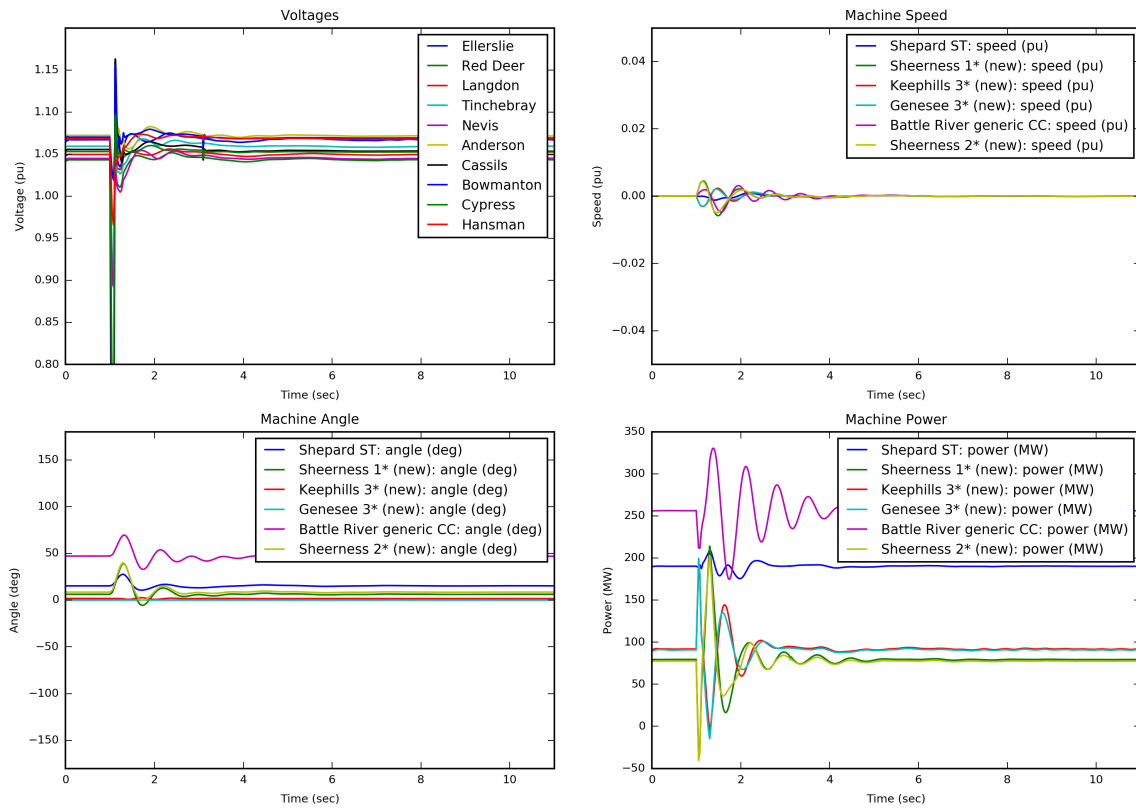 Voltages
1.15
1.10
1.05
1.00
0.95
0.90
0.85
0.80
Voltage (pu)
0
2
4
6
8
10
Time (sec)
Ellerslie
Red Deer
Langdon
Tinchebray
Nevis
Anderson
Cassils
Bowmanton
Cypress
Hansman
Machine Speed
0.04
0.02
0.00
−0.02
−0.04
Speed (pu)
0
2
4
6
8
10
Time (sec)
Shepard ST: speed (pu)
Sheerness 1* (new): speed (pu)
Keephills 3* (new): speed (pu)
Genesee 3* (new): speed (pu)
Battle River generic CC: speed (pu)
Sheerness 2* (new): speed (pu)
Machine Angle
150
100
50
0
−50
−100
−150
Angle (deg)
0
2
4
6
8
10
Time (sec)
Shepard ST: angle (deg)
Sheerness 1* (new): angle (deg)
Keephills 3* (new): angle (deg)
Genesee 3* (new): angle (deg)
Battle River generic CC: angle (deg)
Sheerness 2* (new): angle (deg)
Machine Power
350
300
250
200
150
100
50
0
−50
Power (MW)
0
2
4
6
8
10
Time (sec)
Shepard ST: power (MW)
Sheerness 1* (new): power (MW)
Keephills 3* (new): power (MW)
Genesee 3* (new): power (MW)
Battle River generic CC: power (MW)
Sheerness 2* (new): power (MW)